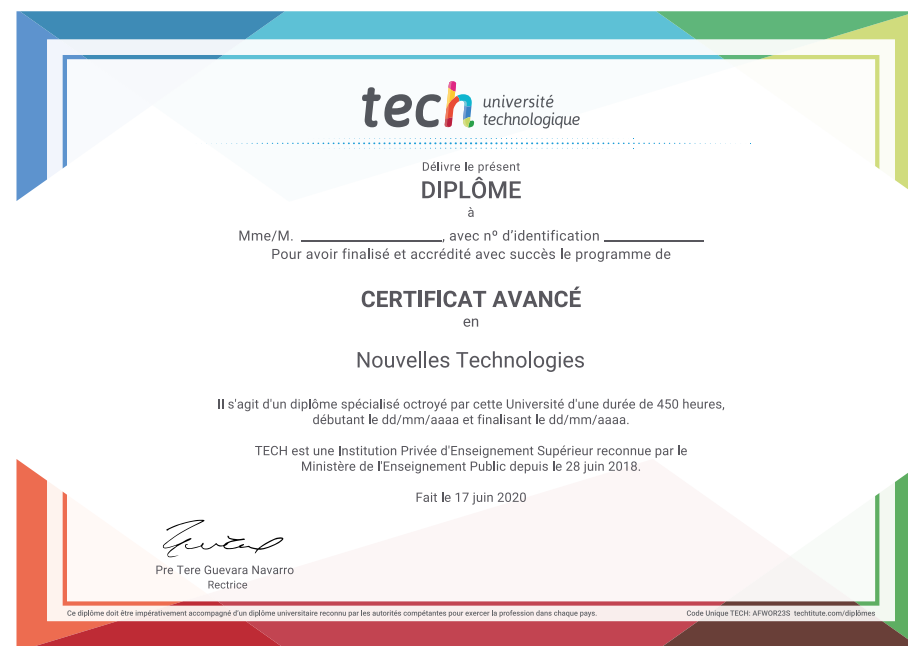 tech université
technologique
Délivre le présent
DIPLÔME
à
Mme/M. ____________________, avec nº d'identification ______________
Pour avoir finalisé et accrédité avec succès le programme de
CERTIFICAT AVANCÉ
en
Nouvelles Technologies
Il s'agit d'un diplôme spécialisé octroyé par cette Université d'une durée de 450 heures,
débutant le dd/mm/aaaa et finalisant le dd/mm/aaaa.
TECH est une Institution Privée d'Enseignement Supérieur reconnue par le
Ministère de l'Enseignement Public depuis le 28 juin 2018.
Fait le 17 juin 2020
Pre Tere Guevara Navarro
Rectrice
Ce diplôme doit être impérativement accompagné d'un diplôme universitaire reconnu par les autorités compétantes pour exercer la profession dans chaque pays.
Code Unique TECH: AFWOR23S techtitute.com/diplômes